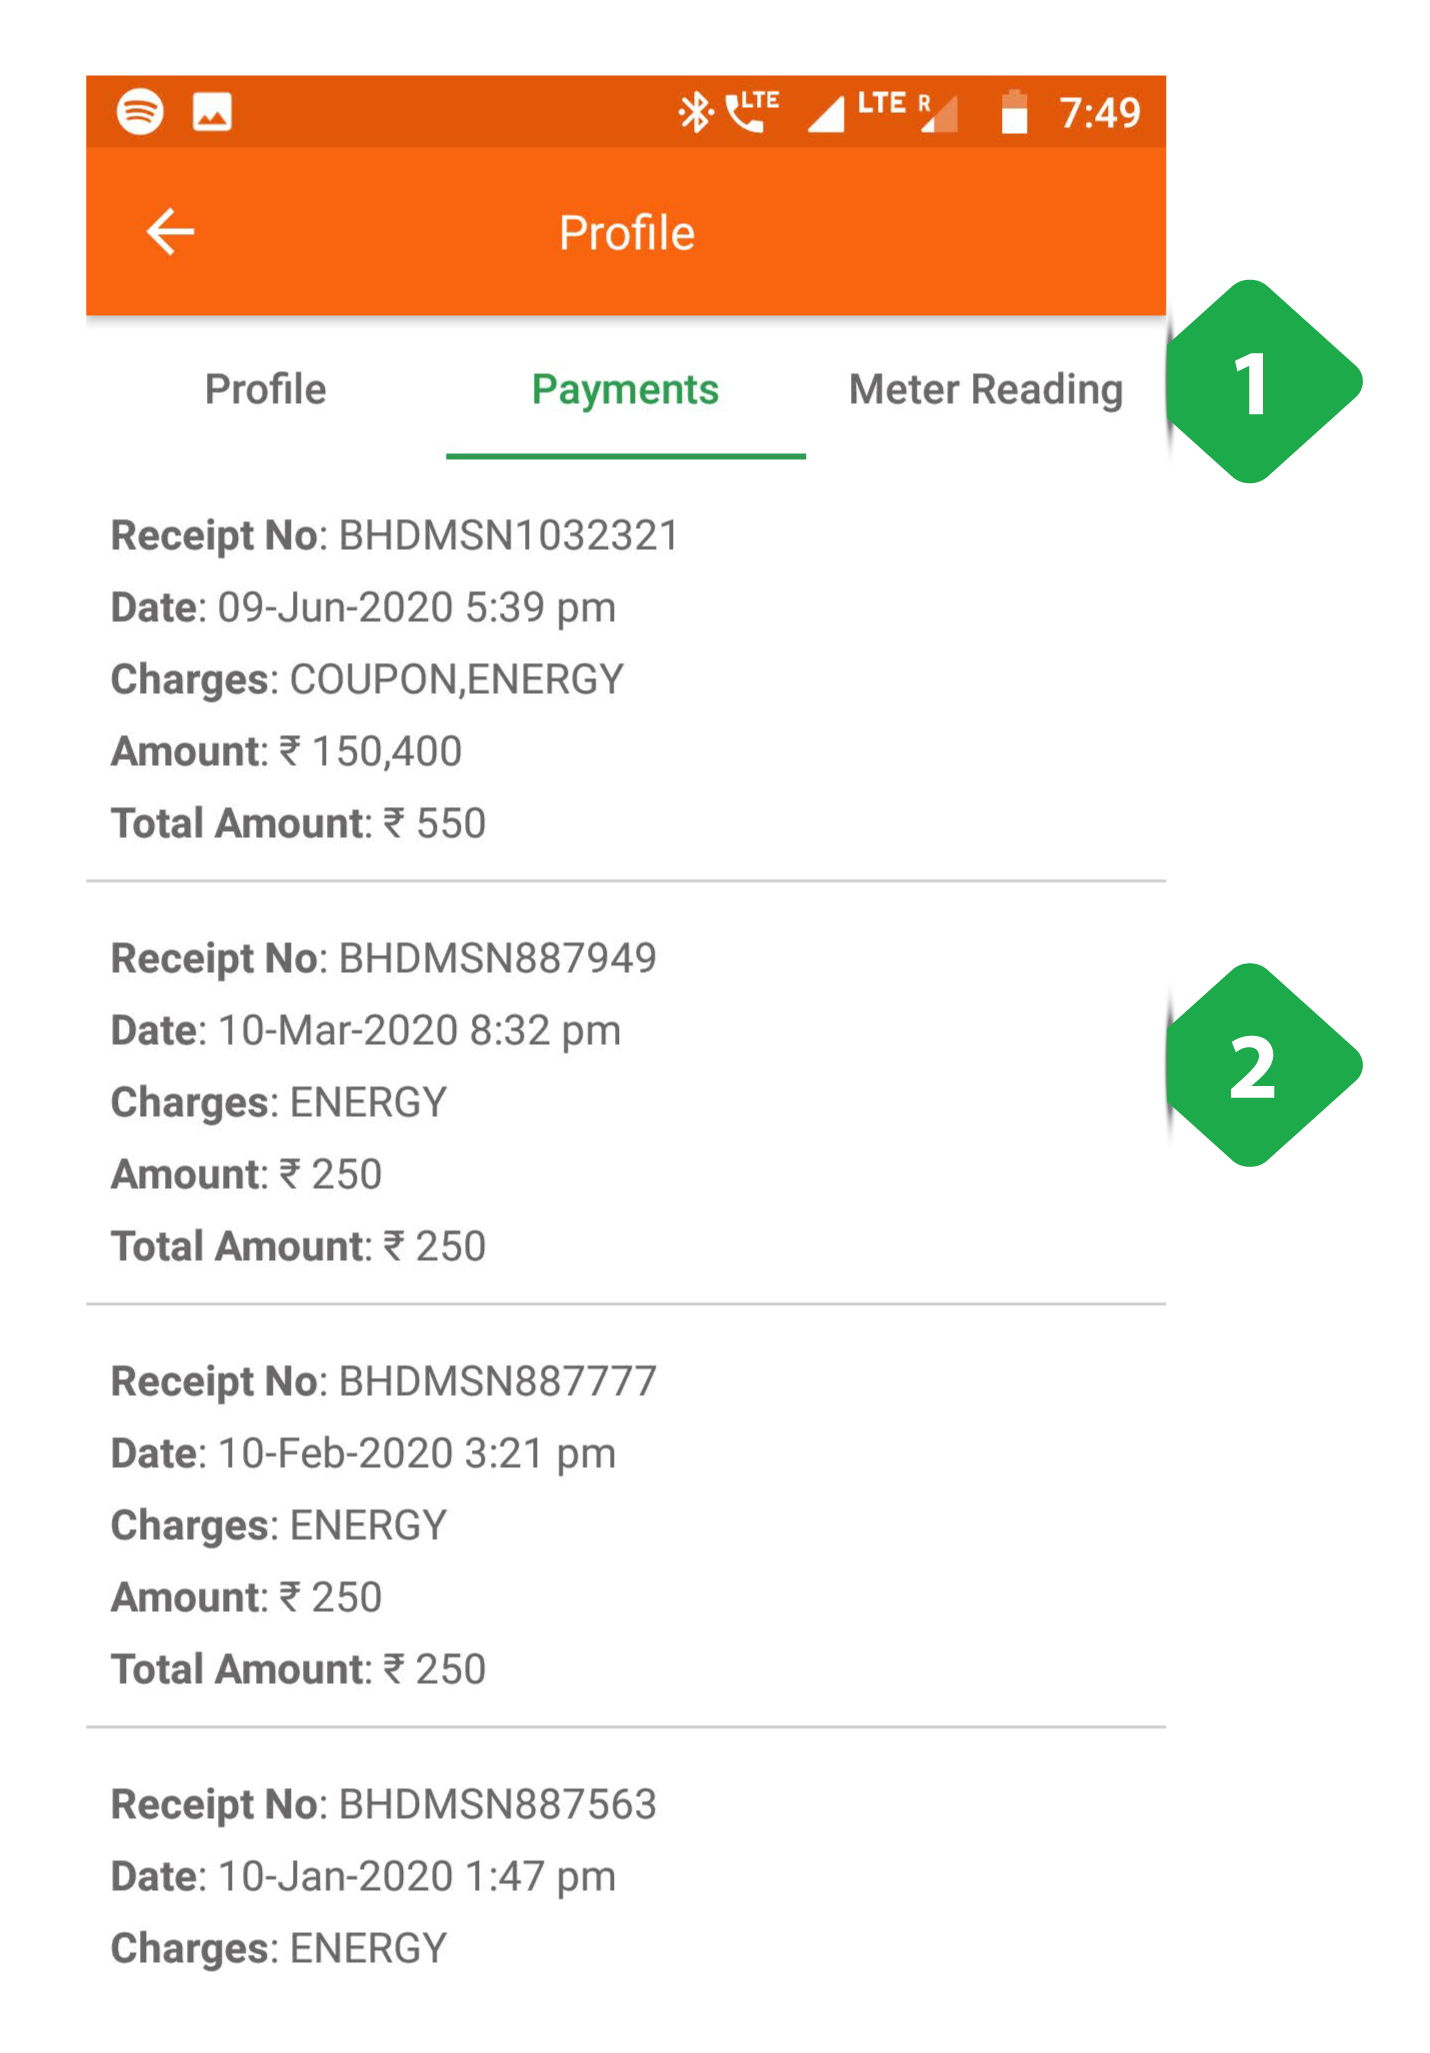 LTE LTE R 7:49
Profile
Profile Payments Meter Reading
1
Receipt No: BHDMSN1032321
Date: 09-Jun-2020 5:39 pm
Charges: COUPON,ENERGY
Amount: ₹ 150,400
Total Amount: ₹ 550
Receipt No: BHDMSN887949
Date: 10-Mar-2020 8:32 pm
2
Charges: ENERGY
Amount: ₹ 250
Total Amount: ₹ 250
Receipt No: BHDMSN887777
Date: 10-Feb-2020 3:21 pm
Charges: ENERGY
Amount: ₹ 250
Total Amount: ₹ 250
Receipt No: BHDMSN887563
Date: 10-Jan-2020 1:47 pm
Charges: ENERGY